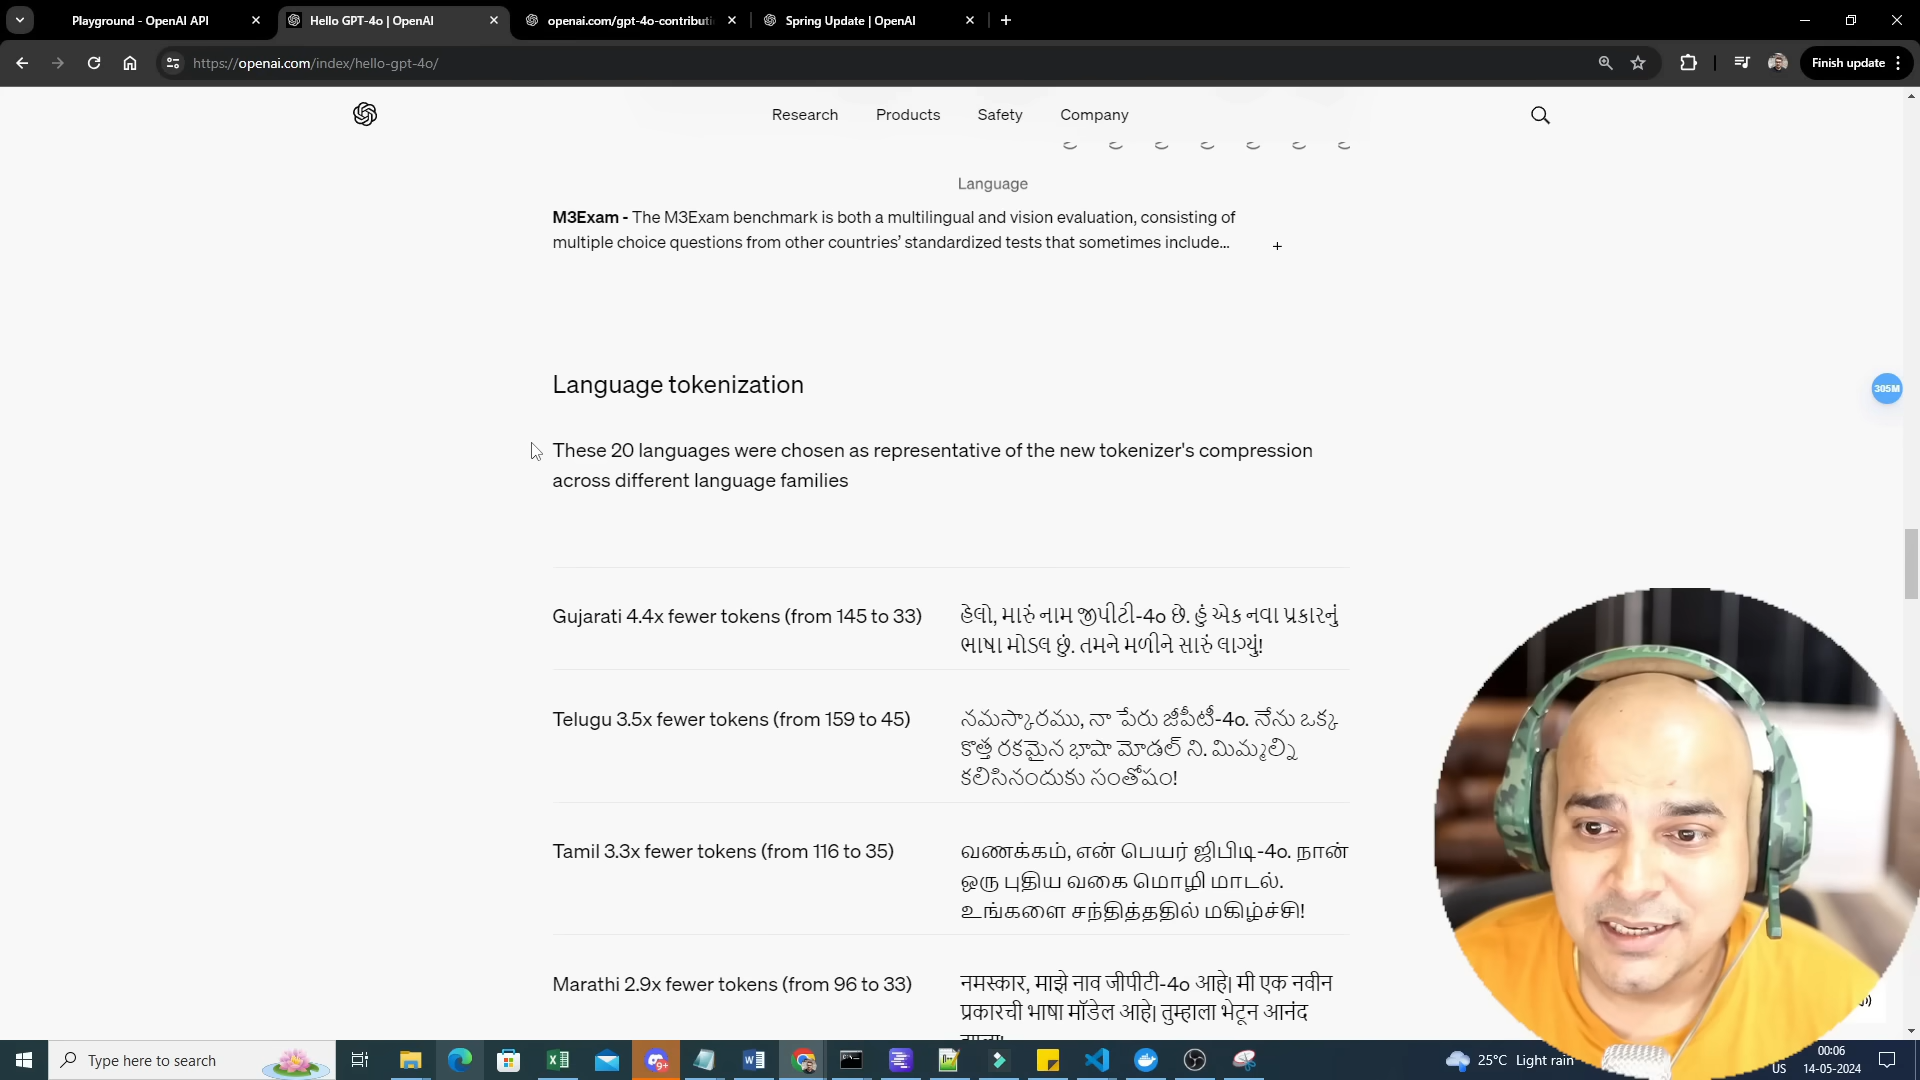 Playground - OpenAI API
Hello GPT-4o | OpenAI
openai.com/gpt-4o-contributi
Spring Update | OpenAI
https://openai.com/index/hello-gpt-4o/
Finish update
Research Products Safety Company
Language
M3Exam - The M3Exam benchmark is both a multilingual and vision evaluation, consisting of
multiple choice questions from other countries’ standardized tests that sometimes include...
+
Language tokenization
305M
These 20 languages were chosen as representative of the new tokenizer's compression
across different language families
Gujarati 4.4x fewer tokens (from 145 to 33)
હેલો, મારું નામ જીપીટી-4o છે. હું એક નવા પ્રકારનું
ભાષા મોડલ છું. તમને મળીને સારું લાગ્યું!
Telugu 3.5x fewer tokens (from 159 to 45)
నమస్కారము, నా పేరు జీపీటీ-4o. నేను ఒక్క
కొత్త రకమైన భాషా మోడల్ ని. మిమ్మల్ని
కలిసినందుకు సంతోషం!
Tamil 3.3x fewer tokens (from 116 to 35)
வணக்கம், என் பெயர் ஜிபிடி-4o. நான்
ஒரு புதிய வகை மொழி மாடல்.
உங்களை சந்தித்ததில் மகிழ்ச்சி!
Marathi 2.9x fewer tokens (from 96 to 33)
नमस्कार, माझे नाव जीपीटी-4o आहे| मी एक नवीन
प्रकारची भाषा मॉडेल आहे| तुम्हाला भेटून आनंद
Type here to search
9+
25°C Light rain
US
00:06
14-05-2024